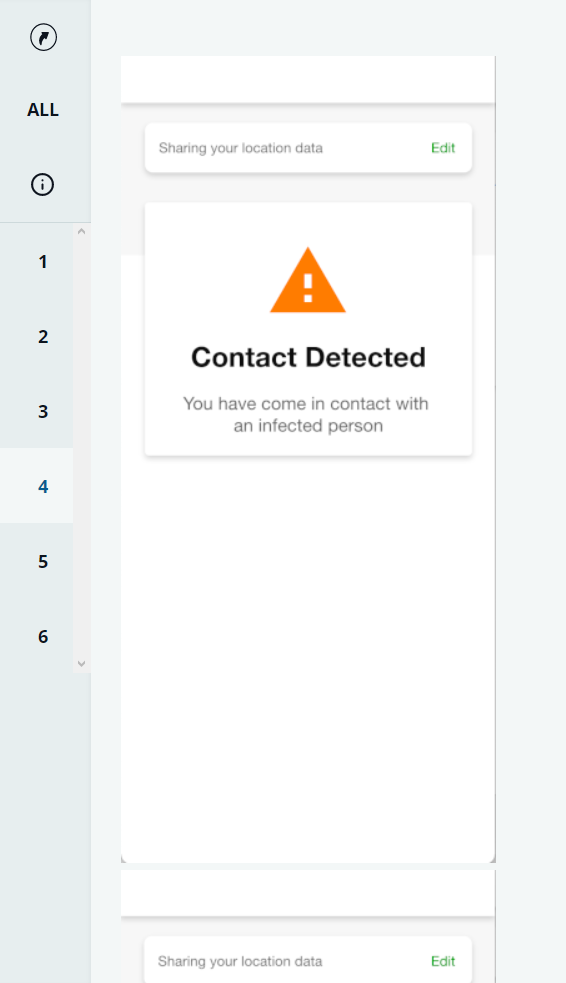 ALL
1
2
3
4
5
6
Sharing your location data Edit
Contact Detected
You have come in contact with
an infected person
Sharing your location data Edit